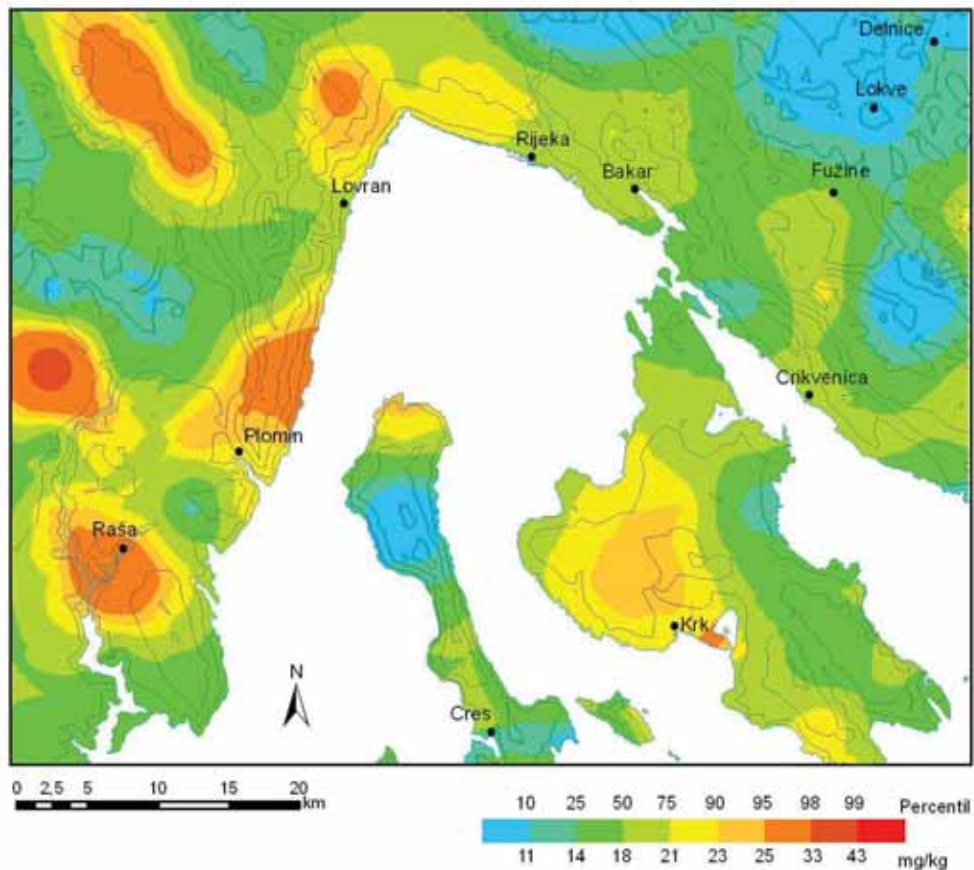 Delnice
Lokve
Rijeka
Bakar
Fužine
Lovran
Crikvenica
Plomin
Raša
Krk
N
Cres
0 2,5 5 10 15 20
km
10 25 50 75 90 95 98 99 Percentil
11 14 18 21 23 25 33 43 mg/kg